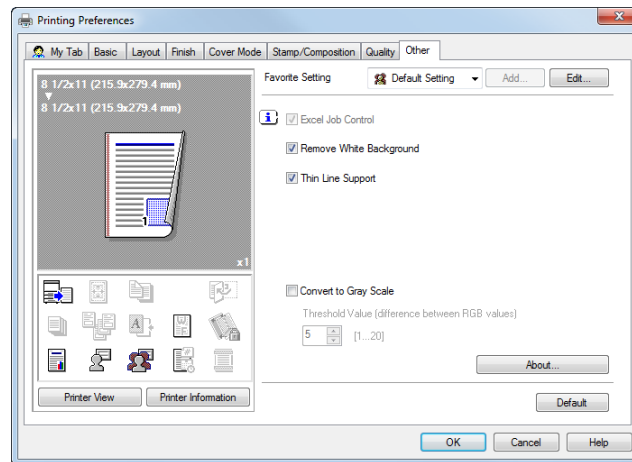 Printing Preferences
My Tab Basic Layout Finish Cover Mode Stamp/Composition Quality Other
8 1/2x11 (215.9x279.4 mm)
8 1/2x11 (215.9x279.4 mm)
1
x1
Printer View Printer Information
Favorite Setting Default Setting Add... Edit...
Excel Job Control
Remove White Background
Thin Line Support
Convert to Gray Scale
Threshold Value (difference between RGB values)
5 [1...20]
About...
Default
OK Cancel Help